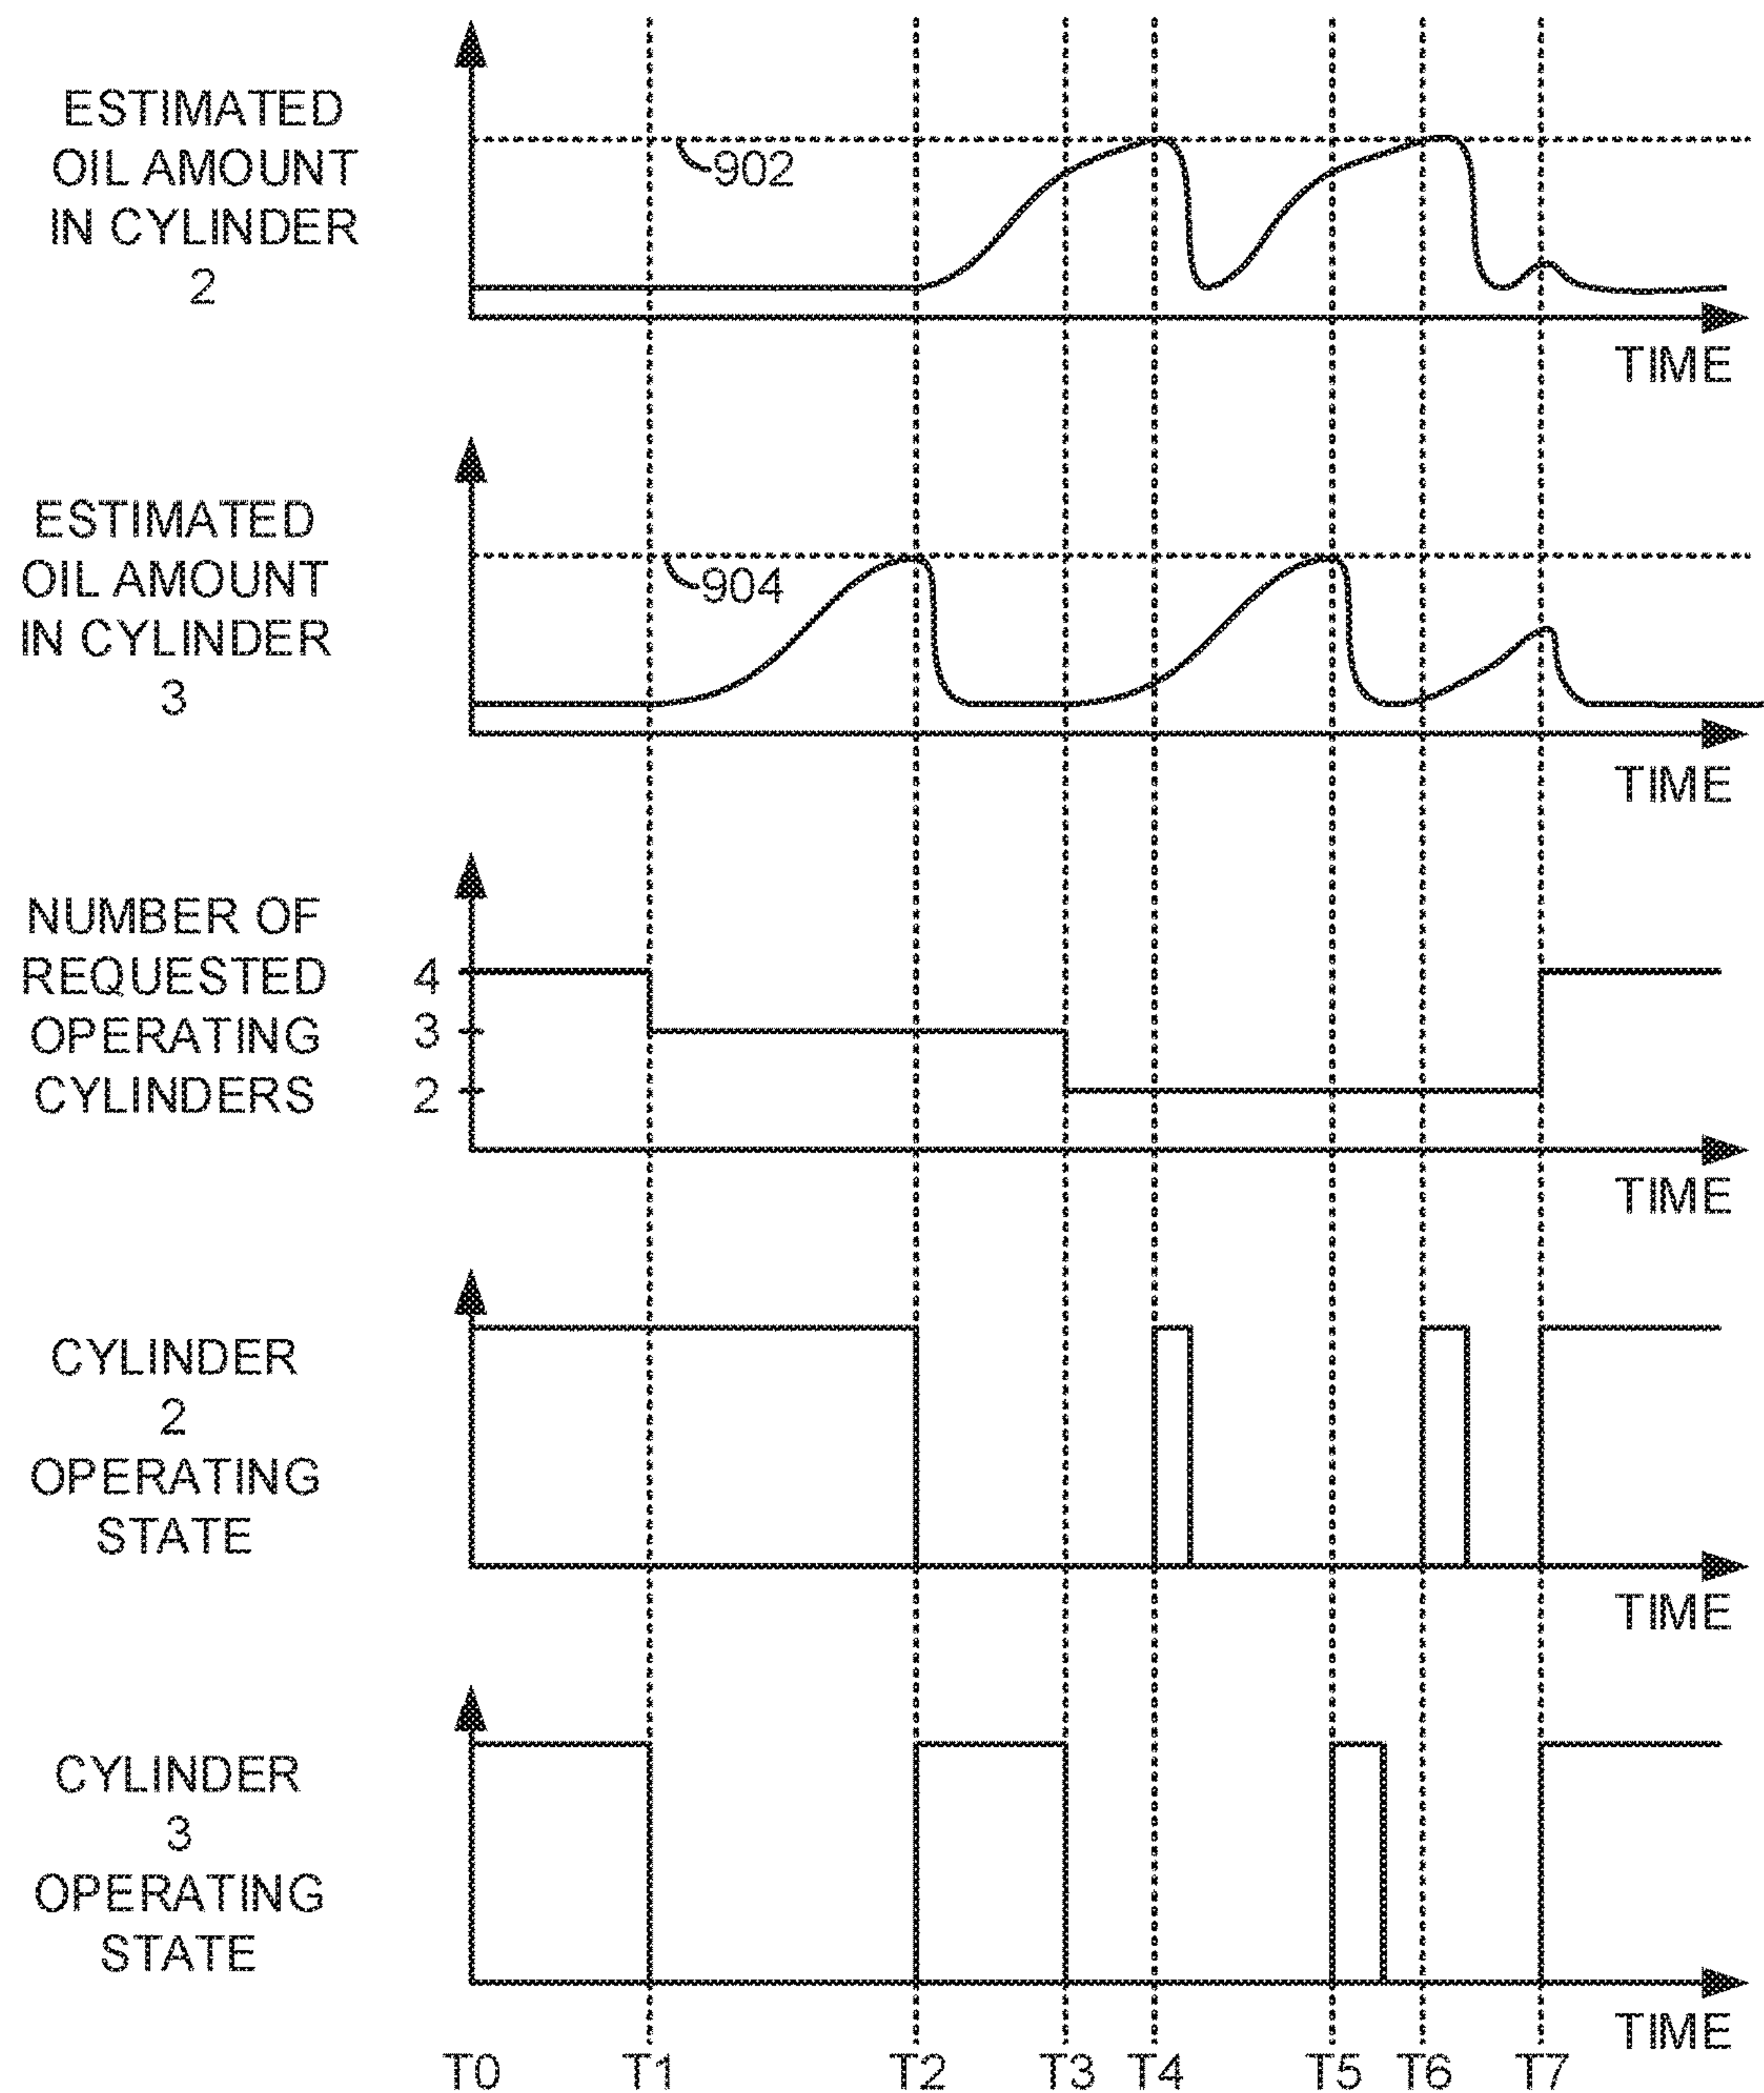 ESTIMATED
OIL AMOUNT
IN CYLINDER
2
902
TIME
ESTIMATED
OIL AMOUNT
IN CYLINDER
3
904
TIME
NUMBER OF
REQUESTED
OPERATING
CYLINDERS
4
3
2
TIME
CYLINDER
2
OPERATING
STATE
TIME
CYLINDER
3
OPERATING
STATE
TIME
T0 T1 T2 T3 T4 T5 T6 T7